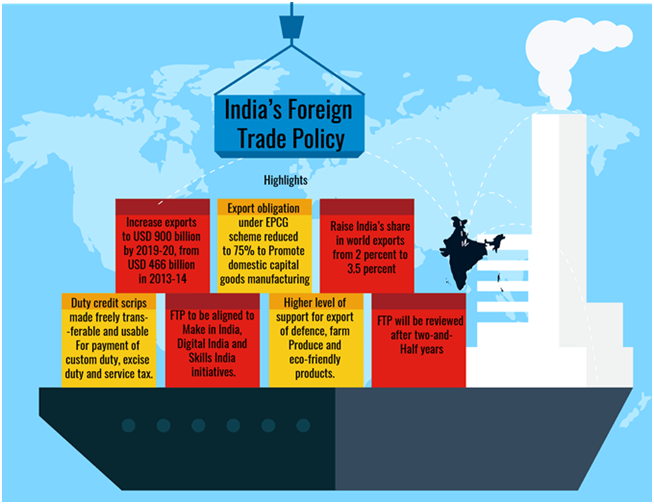 India's Foreign
Trade Policy
Highlights
Increase exports
to USD 900 billion
by 2019-20, from
USD 466 billion
in 2013-14
Export obligation
under EPCG
scheme reduced
to 75% to Promote
domestic capital
goods manufacturing
Raise India's share
in world exports
from 2 percent to
3.5 percent
Duty credit scrips
made freely trans-
-ferable and usable
For payment of
custom duty, excise
duty and service tax.
FTP to be aligned to
Make in India,
Digital India and
Skills India
initiatives.
Higher level of
support for export
of defence, farm
Produce and
eco-friendly
products.
FTP will be reviewed
after two-and-
Half years